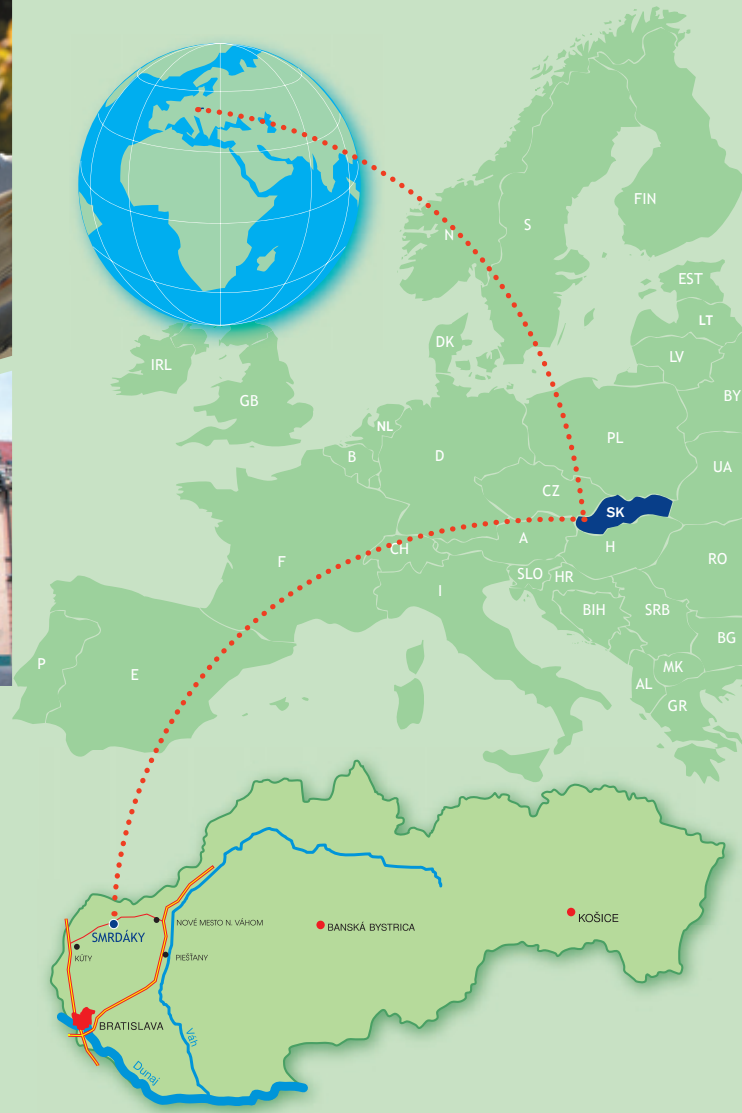 FIN
N
S
EST
LT
DK
LV
IRL
BY
GB
NL
PL
B
D
UA
CZ
SK
A
CH
H
F
RO
SLO
HR
I
BIH
SRB
BG
P
E
MK
AL
GR
NOVÉ MESTO N. VÁHOM
SMRDÁKY
BANSKÁ BYSTRICA
KOŠICE
KÚTY
PIEŠŤANY
BRATISLAVA
Váh
Dunaj